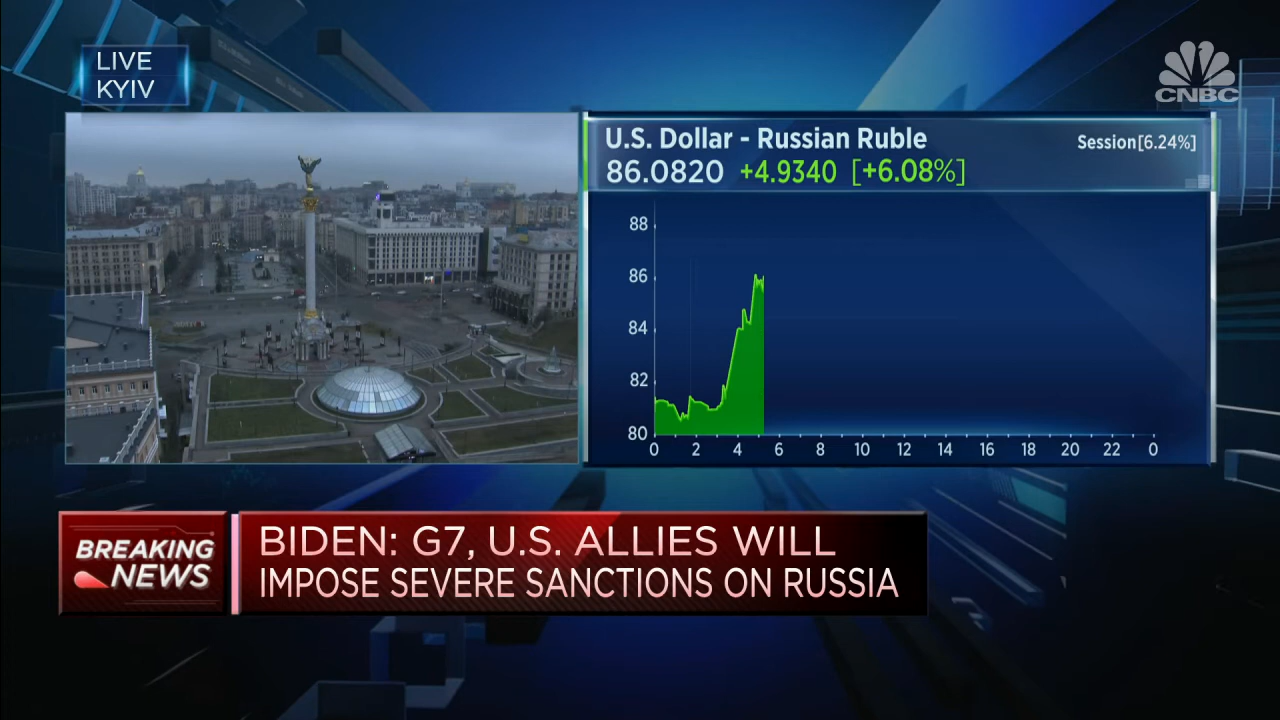 LIVE
KYIV
CNBC
U.S. Dollar - Russian Ruble
Session[6.24%]
86.0820 +4.9340 [+6.08%]
88
86
84
82
80
0 2 4 6 8 10 12 14 16 18 20 22 0
BREAKING
NEWS
BIDEN: G7, U.S. ALLIES WILL
IMPOSE SEVERE SANCTIONS ON RUSSIA